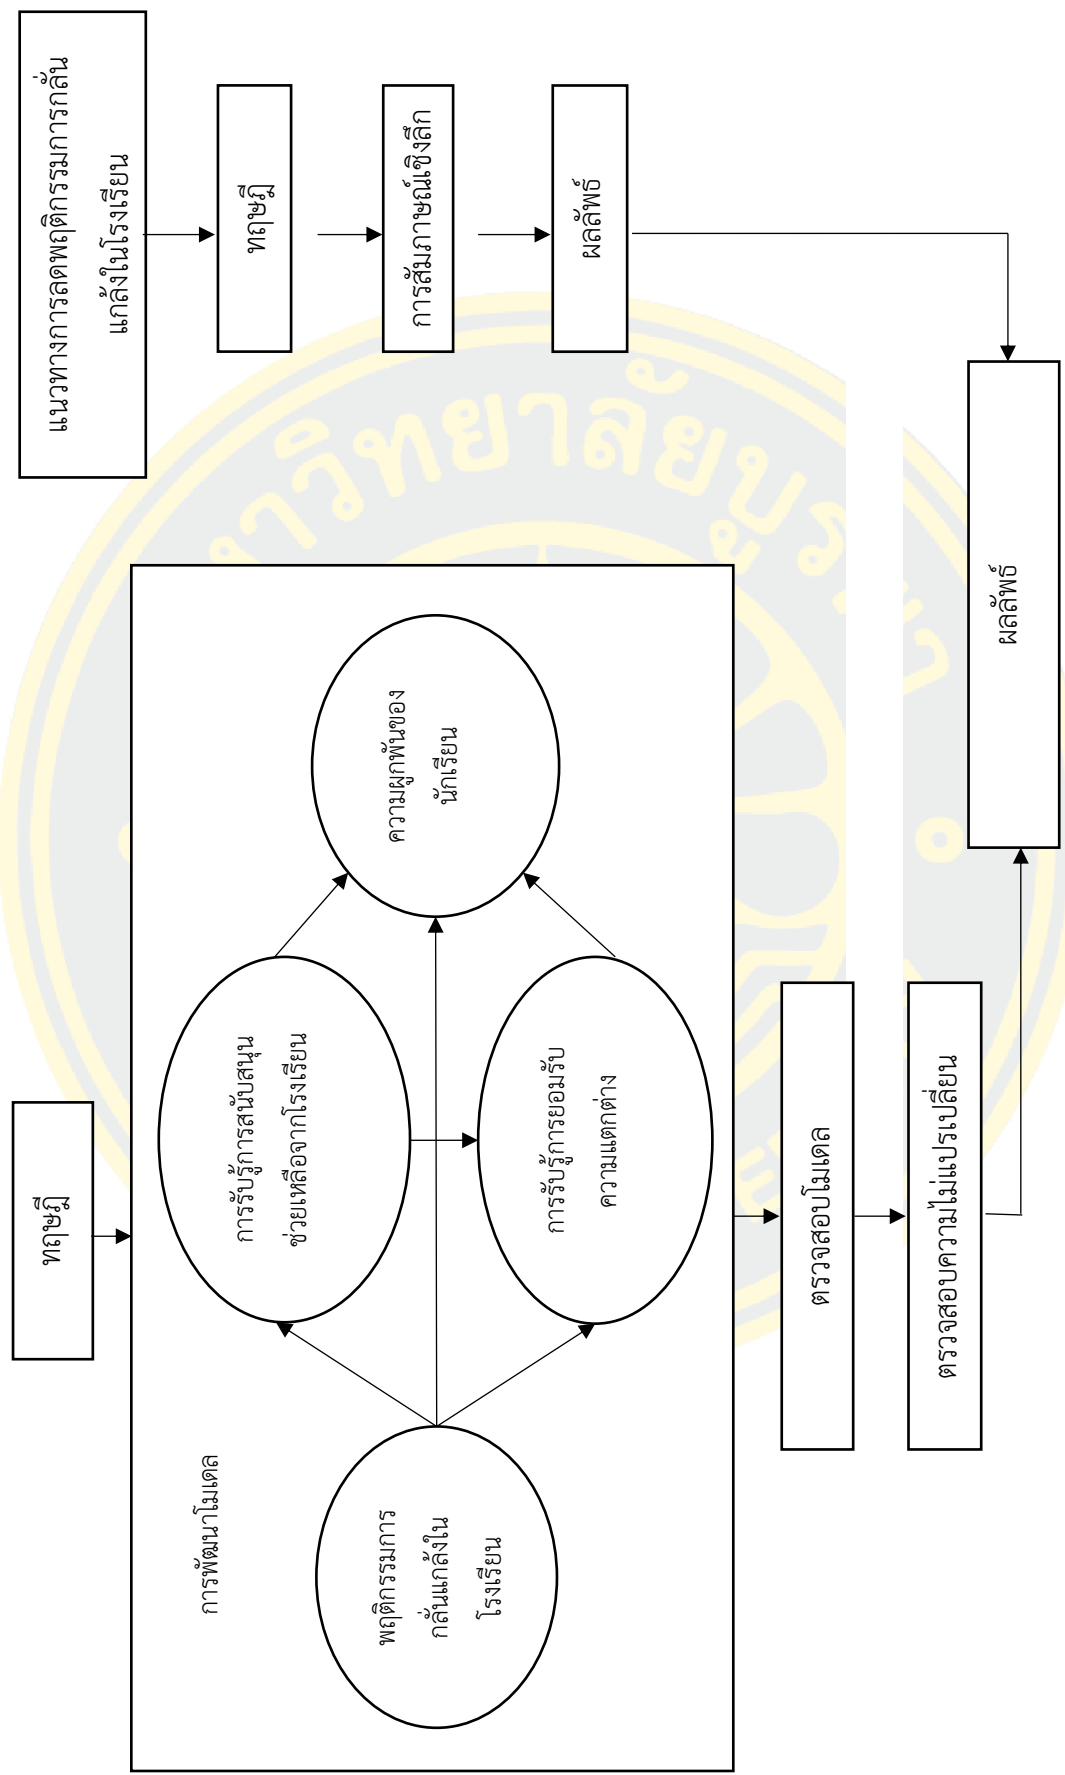 ทฤษฎี
การพัฒนาโมเดล
พฤติกรรมการ
กลั่นแกล้งใน
โรงเรียน
การรับรู้การสนับสนุน
ช่วยเหลือจากโรงเรียน
การรับรู้การยอมรับ
ความแตกต่าง
ความผูกพันของ
นักเรียน
ตรวจสอบโมเดล
ตรวจสอบความไม่แปรเปลี่ยน
แนวทางการลดพฤติกรรมการกลั่น
แกล้งในโรงเรียน
ทฤษฎี
การสัมภาษณ์เชิงลึก
ผลลัพธ์
ผลลัพธ์